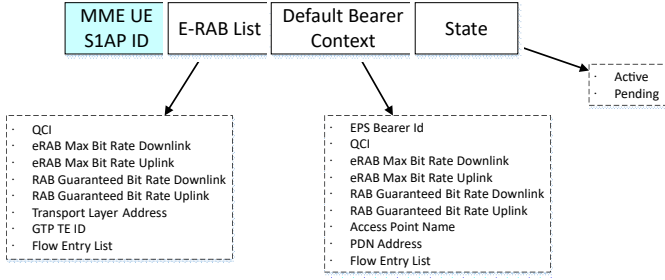 MME UE
S1AP ID
E-RAB List
Default Bearer
Context
State
· Active
· Pending
· QCI
· eRAB Max Bit Rate Downlink
· eRAB Max Bit Rate Uplink
· RAB Guaranteed Bit Rate Downlink
· RAB Guaranteed Bit Rate Uplink
· Transport Layer Address
· GTP TE ID
· Flow Entry List
· EPS Bearer Id
· QCI
· eRAB Max Bit Rate Downlink
· eRAB Max Bit Rate Uplink
· RAB Guaranteed Bit Rate Downlink
· RAB Guaranteed Bit Rate Uplink
· Access Point Name
· PDN Address
· Flow Entry List